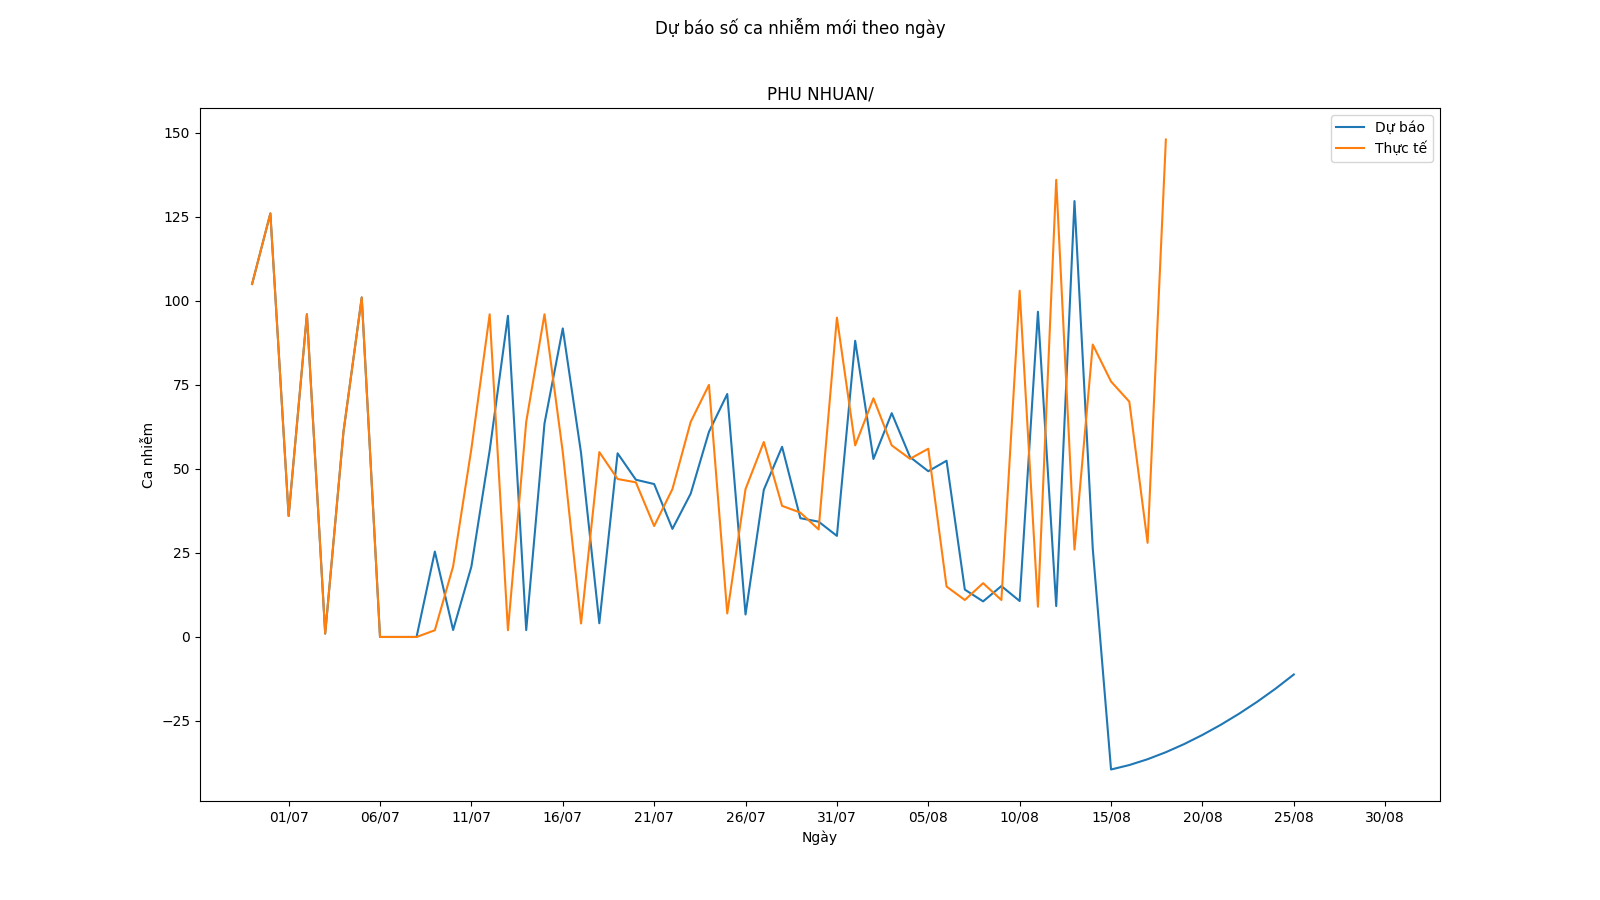 Dự báo số ca nhiễm mới theo ngày
PHU NHUAN/
Dự báo
Thực tế
150
125
100
75
50
25
0
−25
Ca nhiễm
01/07 06/07 11/07 16/07 21/07 26/07 31/07 05/08 10/08 15/08 20/08 25/08 30/08
Ngày